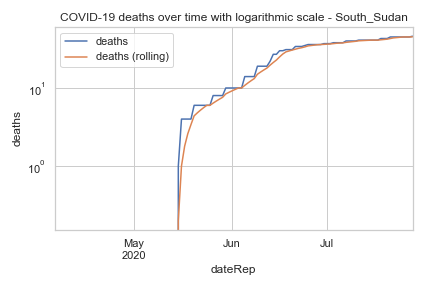 COVID-19 deaths over time with logarithmic scale - South_Sudan
deaths
deaths (rolling)
deaths
10¹
10⁰
May
2020
Jun
Jul
dateRep